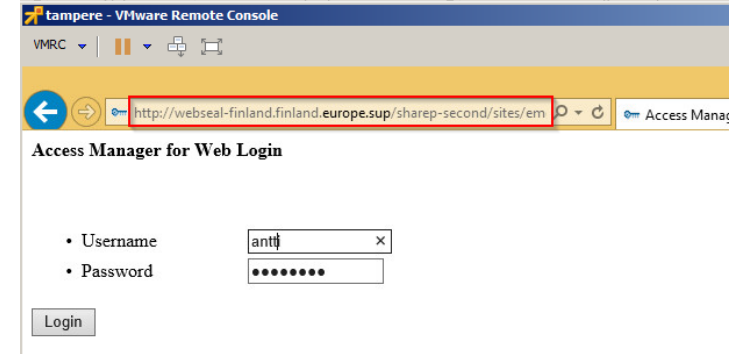 tampere - VMware Remote Console
VMRC
http://webseal-finland.finland.europe.sup/sharep-second/sites/em
Access Manag
Access Manager for Web Login
• Username antti
• Password ••••••••
Login